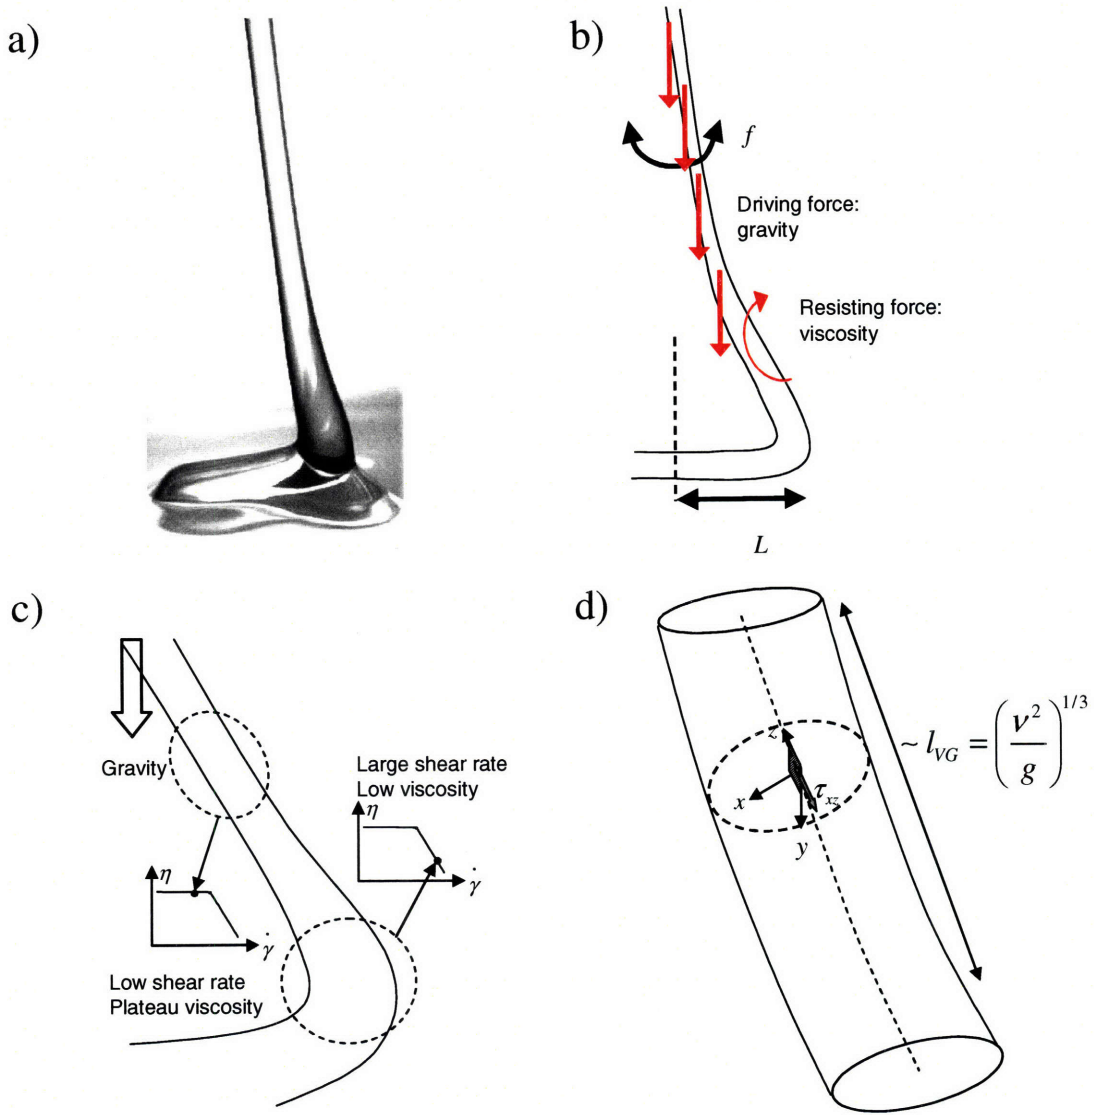 a)
b)
f
Driving force:
gravity
Resisting force:
viscosity
L
c)
Gravity
Large shear rate
Low viscosity
η
γ̇
η
γ̇
Low shear rate
Plateau viscosity
d)
z
x
τxz
y
~ lVG = (ν²/g)^1/3